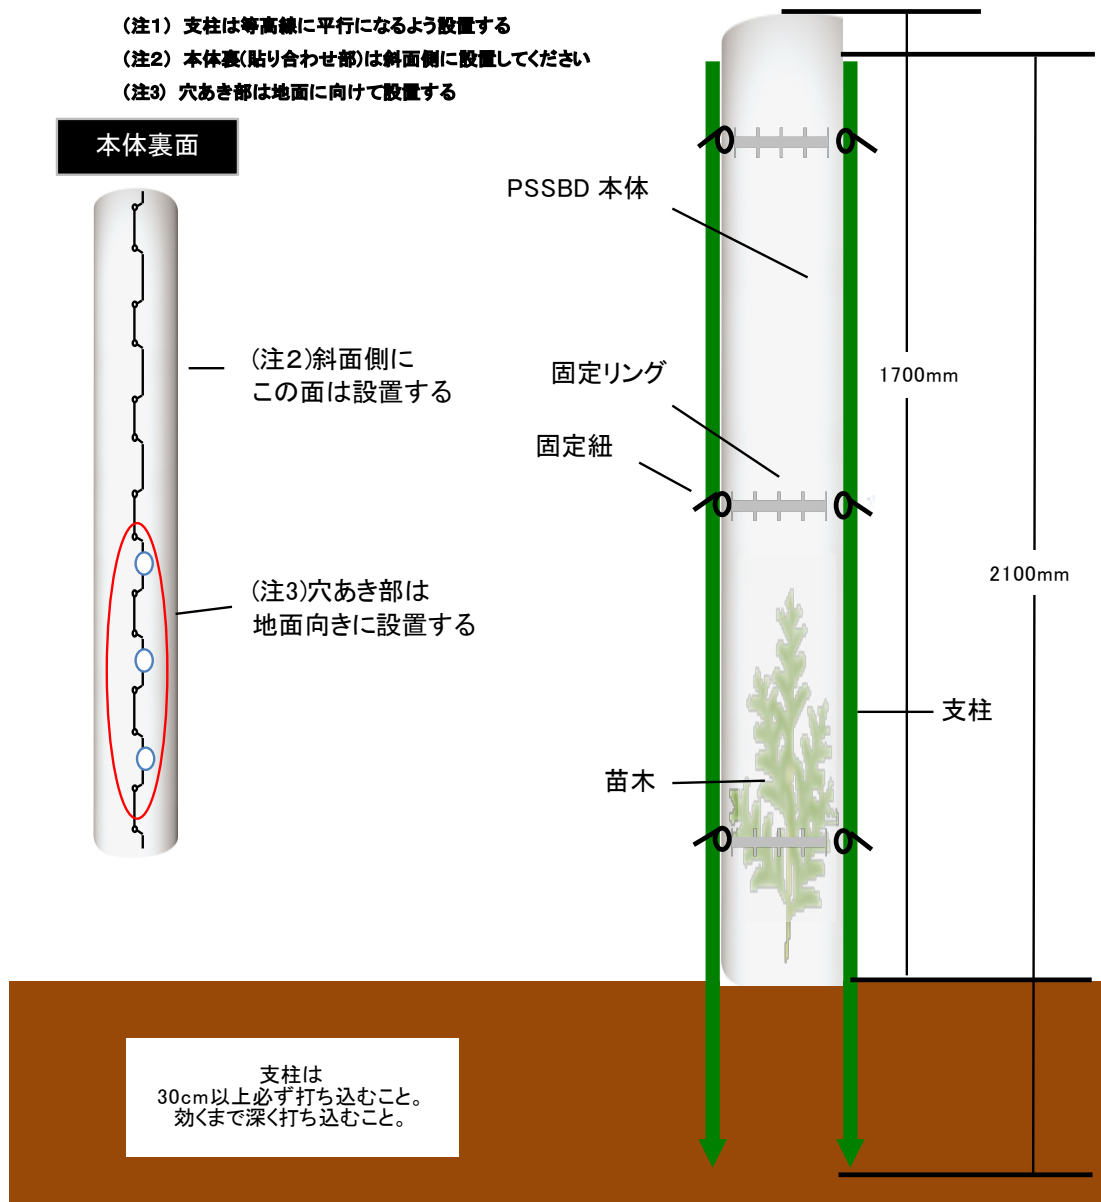 (注1) 支柱は等高線に平行になるよう設置する
(注2) 本体裏(貼り合わせ部)は斜面側に設置してください
(注3) 穴あき部は地面に向けて設置する
本体裏面
PSSBD 本体
(注2)斜面側に
この面は設置する
固定リング
1700mm
固定紐
2100mm
(注3)穴あき部は
地面向きに設置する
支柱
苗木
支柱は
30cm以上必ず打ち込むこと。
効くまで深く打ち込むこと。